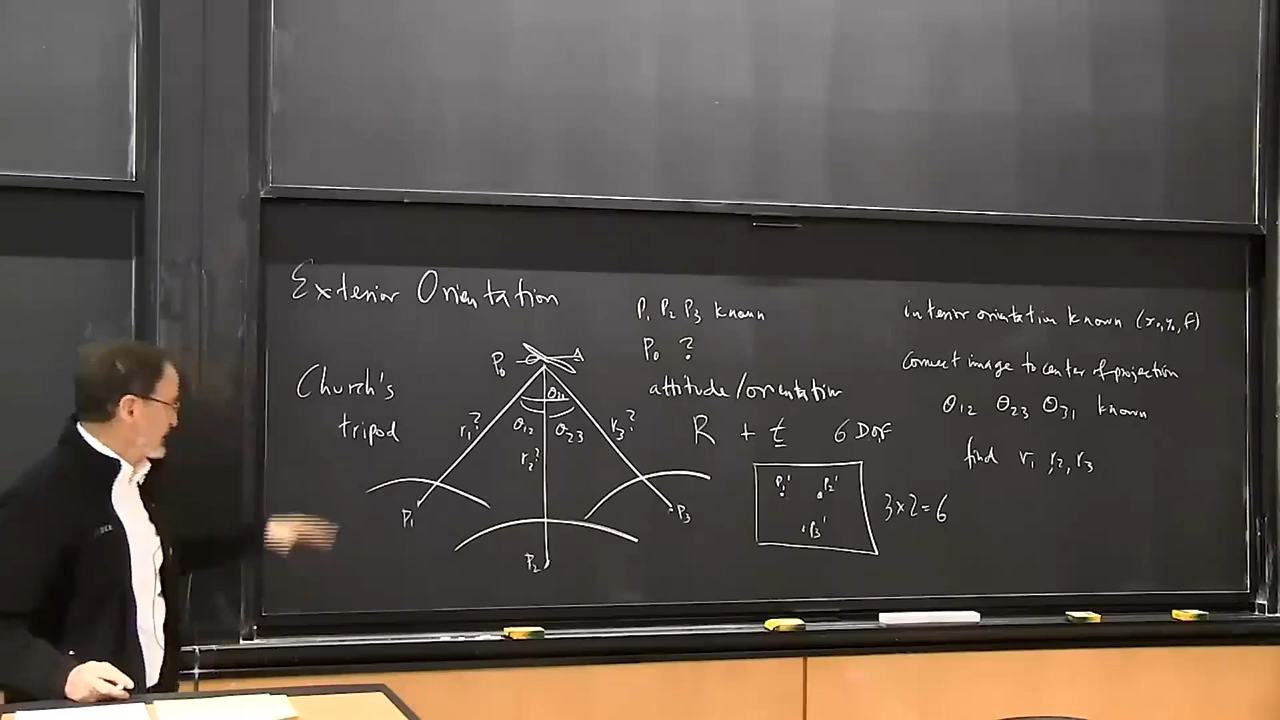 Exterior Orientation
Church's
tripod
P0
θ31
θ12
θ23
r1?
r2?
r3?
P1
P2
P3
P1 P2 P3 known
P0 ?
attitude/orientation
R + t 6 DOF
P1' P2'
P3'
3×2=6
interior orientation known (x0,y0,f)
connect image to center of projection
θ12 θ23 θ31 known
find r1 r2, r3